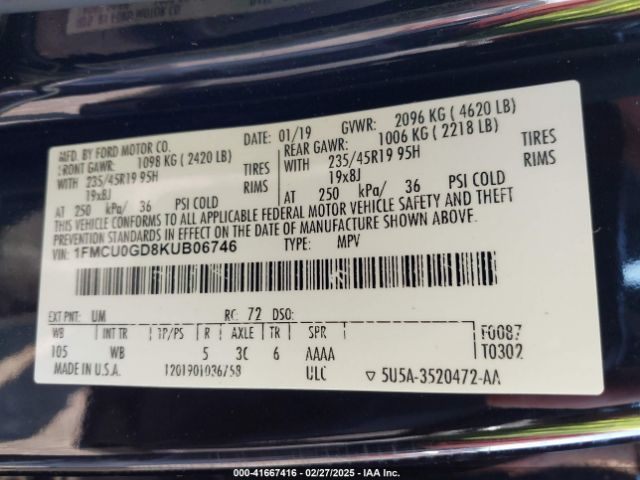 MFD. BY FORD MOTOR CO.
DATE: 01/19 GVWR: 2096 KG ( 4620 LB)
FRONT GAWR: 1098 KG ( 2420 LB)
REAR GAWR: 1006 KG ( 2218 LB)
WITH 235/45R19 95H TIRES
WITH 235/45R19 95H TIRES
19x8J RIMS
19x8J RIMS
AT 250 kPa/ 36 PSI COLD
AT 250 kPa/ 36 PSI COLD
THIS VEHICLE CONFORMS TO ALL APPLICABLE FEDERAL MOTOR VEHICLE SAFETY AND THEFT
PREVENTION STANDARDS IN EFFECT ON THE DATE OF MANUFACTURE SHOWN ABOVE.
VIN: 1FMCU0GD8KUB06746 TYPE: MPV
EXT PNT: UM RC: 72 DSO:
WB INT TR TP/PS R AXLE TR SPR
105 WB 5 3C 6 AAAA
F0087
T0302
MADE IN U.S.A. ULC ▽ 5U5A-3520472-AA
000-41667416 - 02/27/2025 - IAA Inc.